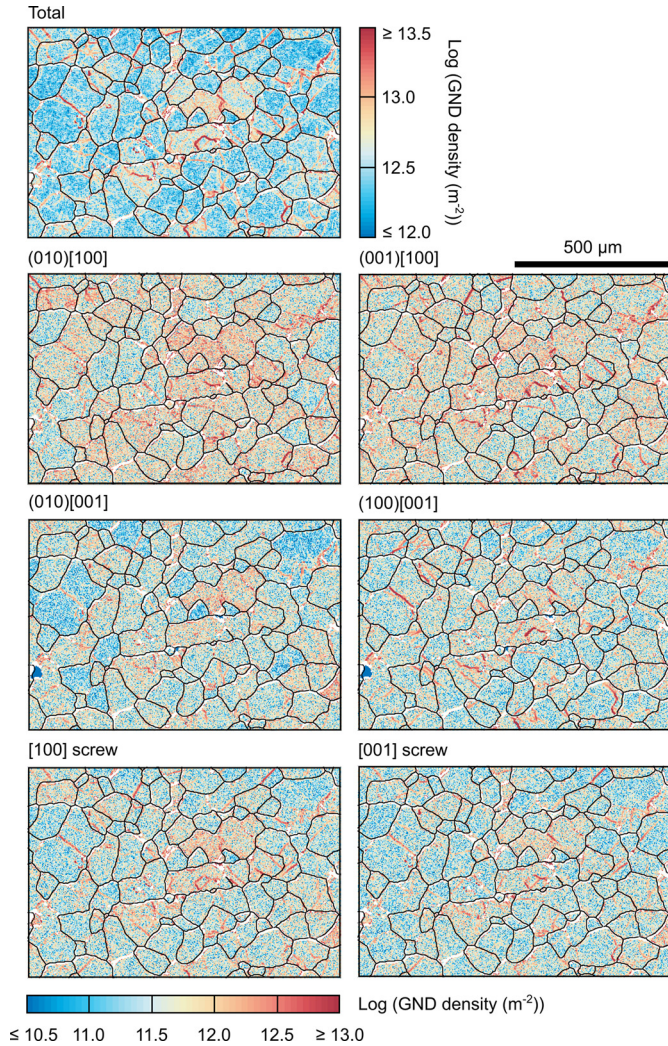 Total
≥ 13.5
13.0
12.5
≤ 12.0
Log (GND density (m⁻²))
500 µm
(010)[100]
(001)[100]
(010)[001]
(100)[001]
[100] screw
[001] screw
Log (GND density (m⁻²))
≤ 10.5 11.0 11.5 12.0 12.5 ≥ 13.0